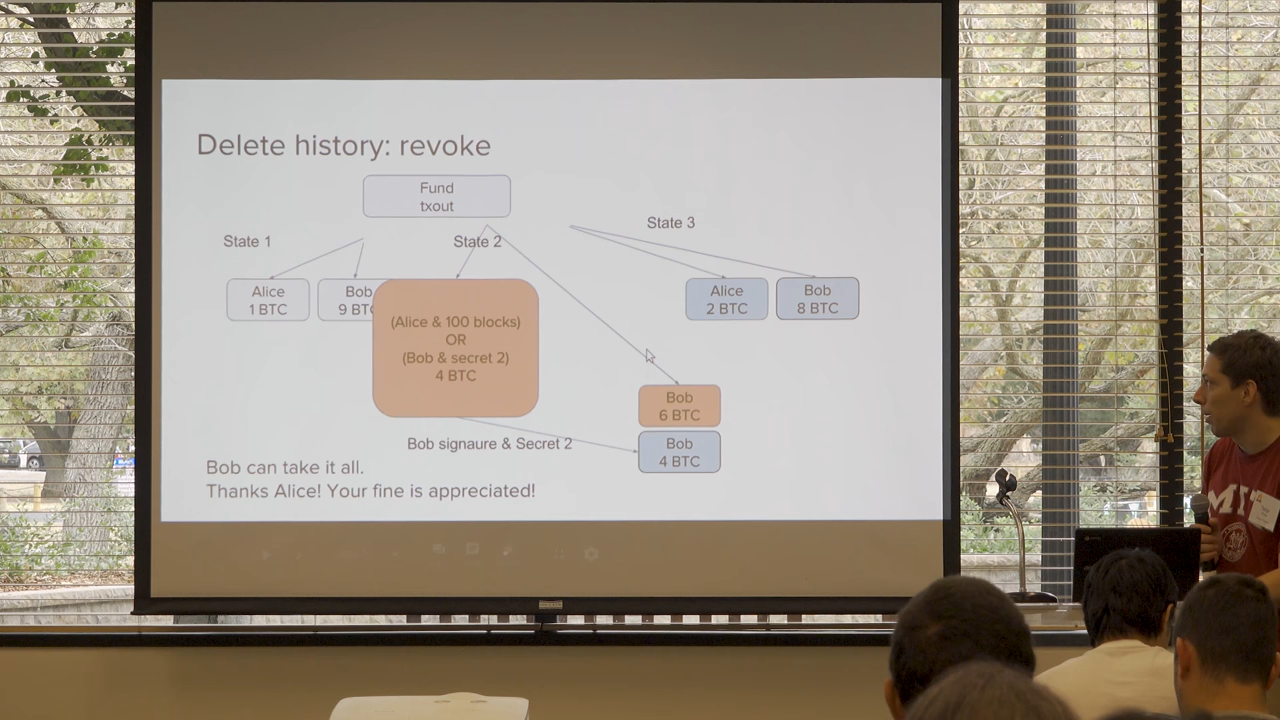 Delete history: revoke
Fund
txout
State 1
State 2
State 3
Alice
1 BTC
Bob
9 BTC
(Alice & 100 blocks)
OR
(Bob & secret 2)
4 BTC
Alice
2 BTC
Bob
8 BTC
Bob
6 BTC
Bob
4 BTC
Bob signaure & Secret 2
Bob can take it all.
Thanks Alice! Your fine is appreciated!